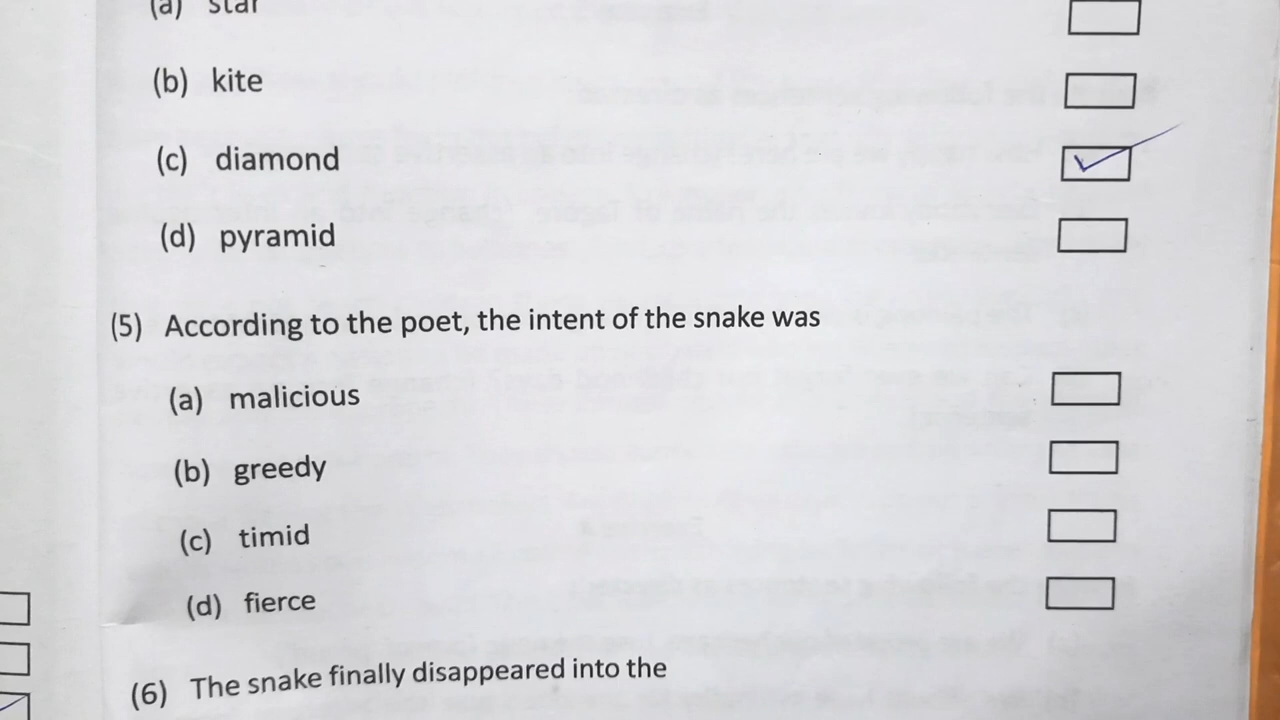 (a) star
(b) kite
(c) diamond
(d) pyramid
(5) According to the poet, the intent of the snake was
(a) malicious
(b) greedy
(c) timid
(d) fierce
(6) The snake finally disappeared into the